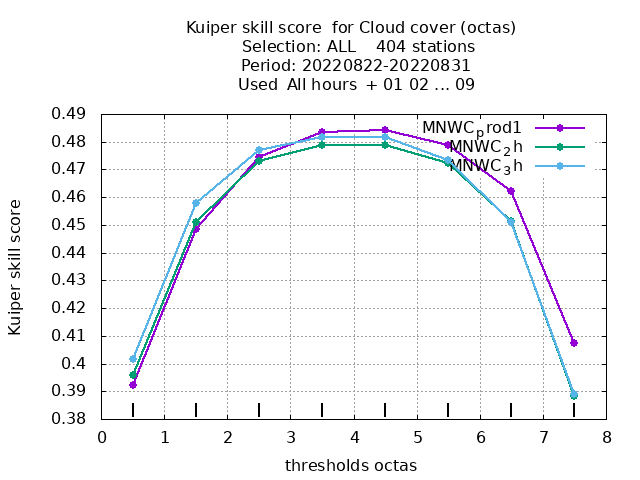 Kuiper skill score  for Cloud cover (octas)
Selection: ALL    404 stations
Period: 20220822-20220831
Used  All hours  + 01 02 ... 09
MNWCprod1
MNWC2h
MNWC3h
0.49
0.48
0.47
0.46
0.45
0.44
0.43
0.42
0.41
0.4
0.39
0.38
Kuiper skill score
0 1 2 3 4 5 6 7 8
thresholds octas